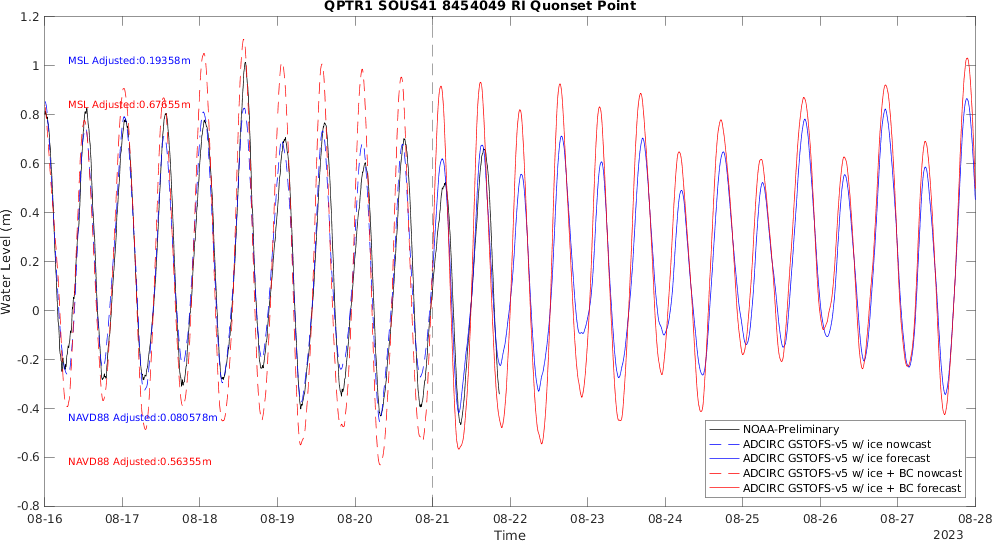 QPTR1 SOUS41 8454049 RI Quonset Point
1.2
1
0.8
0.6
0.4
0.2
0
-0.2
-0.4
-0.6
-0.8
Water Level (m)
MSL Adjusted:0.19358m
MSL Adjusted:0.67655m
NAVD88 Adjusted:0.080578m
NAVD88 Adjusted:0.56355m
NOAA-Preliminary
ADCIRC GSTOFS-v5 w/ ice nowcast
ADCIRC GSTOFS-v5 w/ ice forecast
ADCIRC GSTOFS-v5 w/ ice + BC nowcast
ADCIRC GSTOFS-v5 w/ ice + BC forecast
08-16 08-17 08-18 08-19 08-20 08-21 08-22 08-23 08-24 08-25 08-26 08-27 08-28
Time
2023